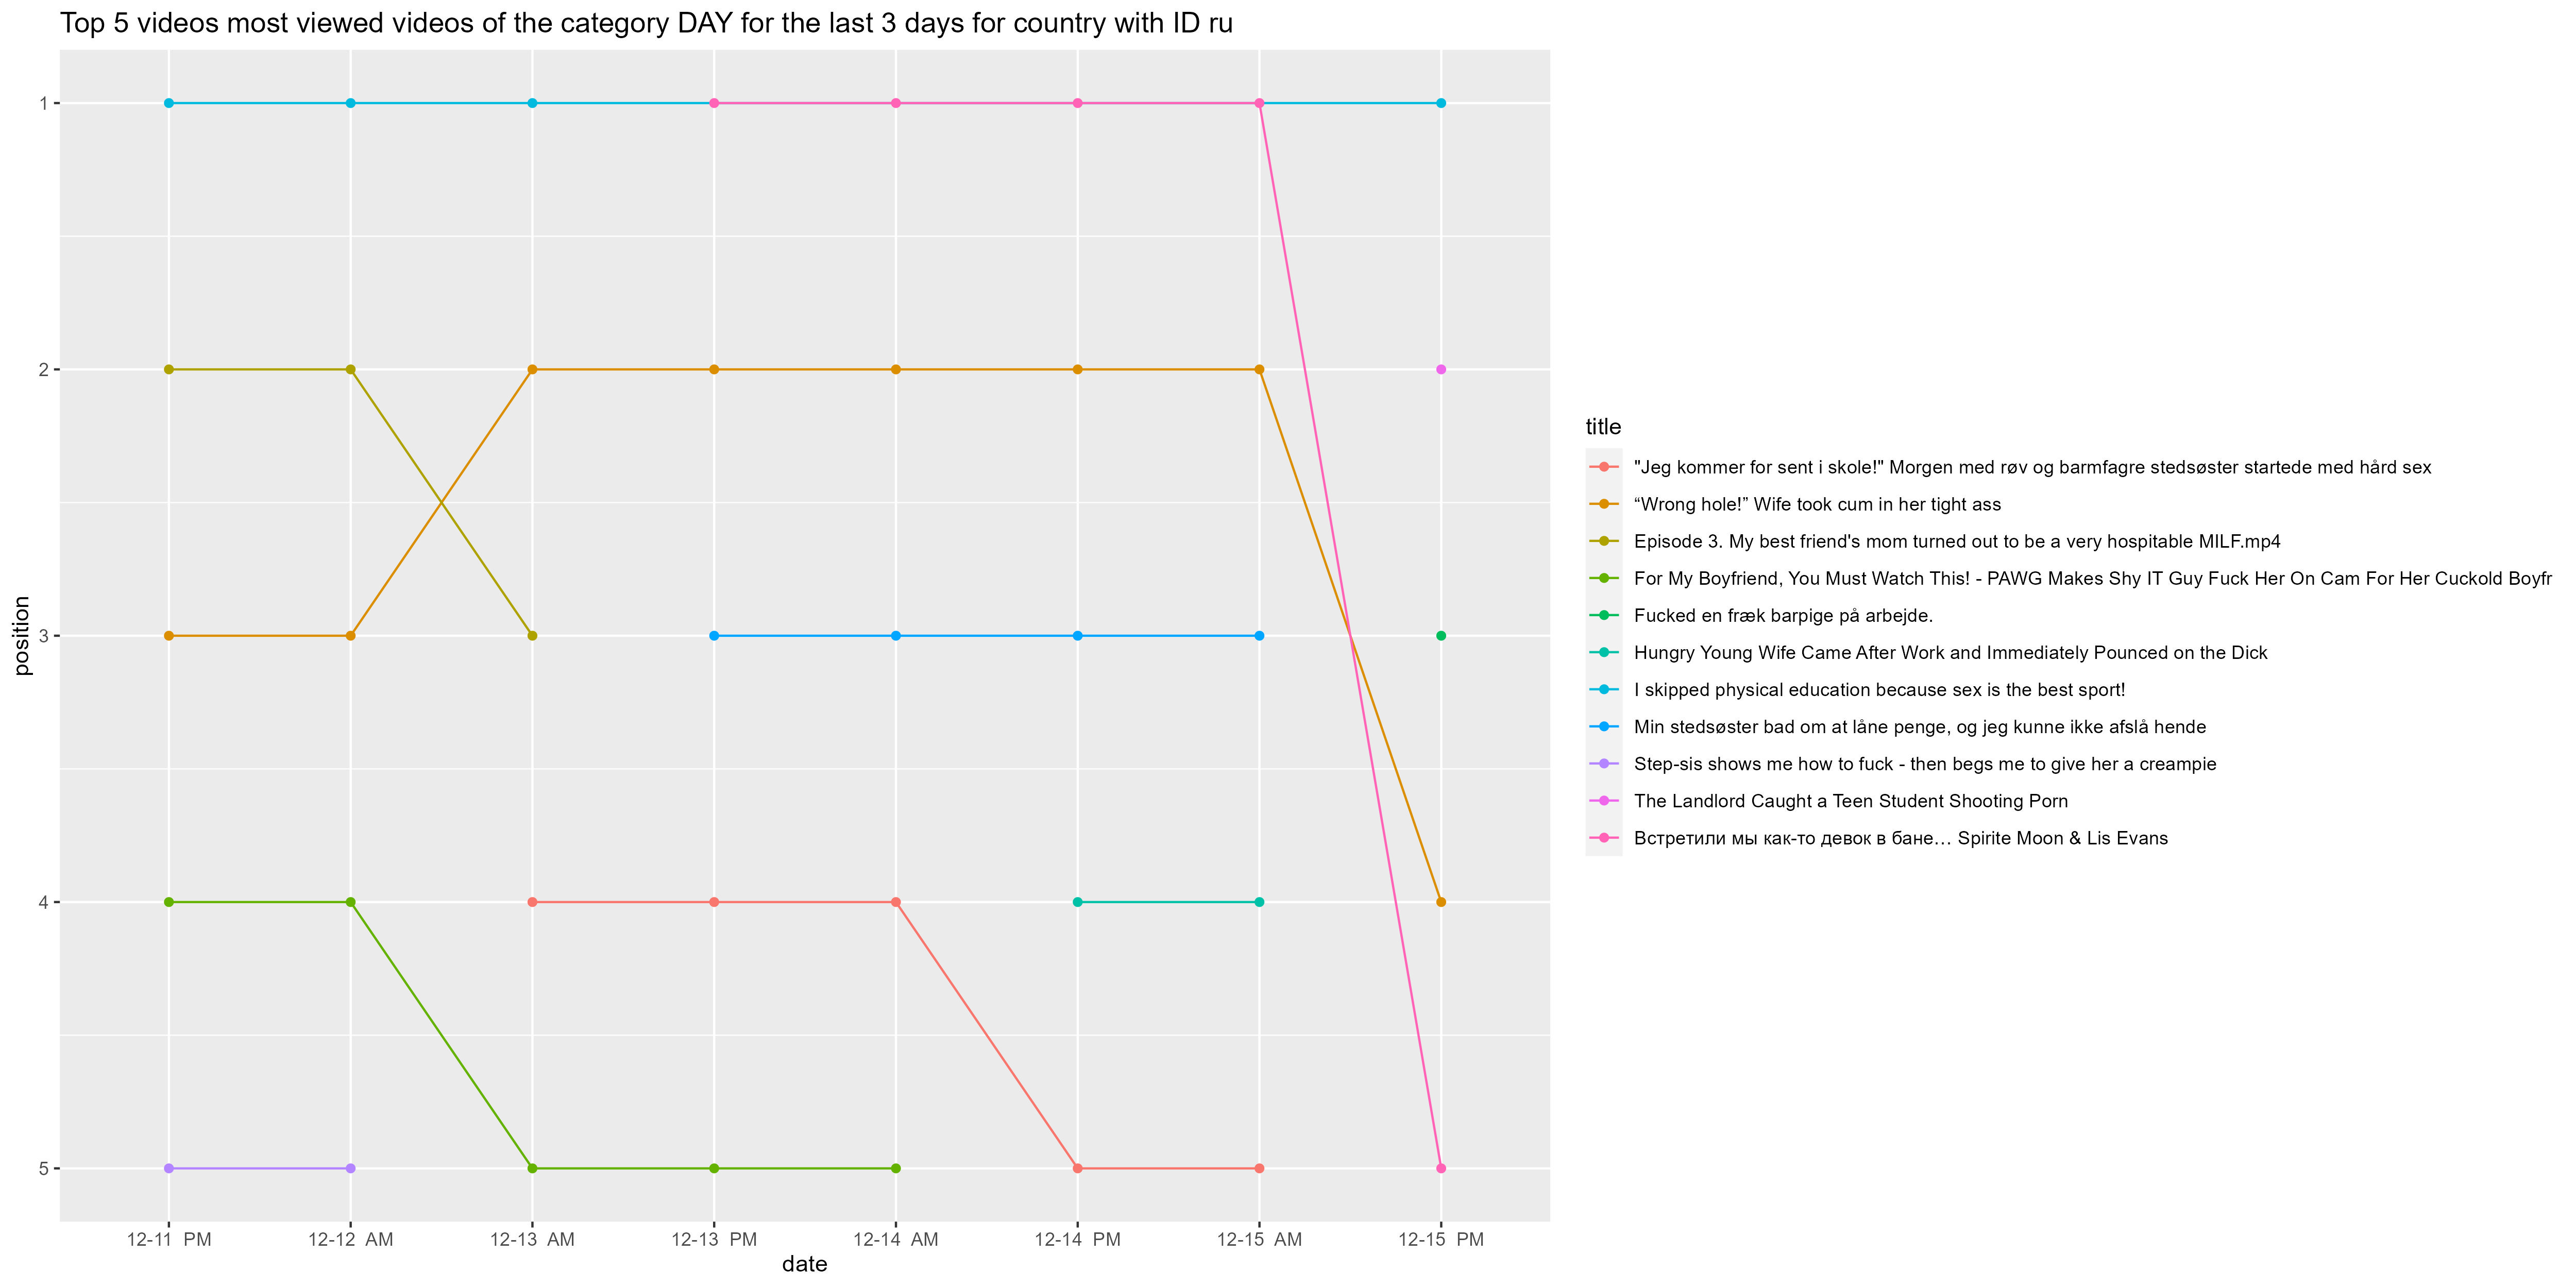 Top 5 videos most viewed videos of the category DAY for the last 3 days for country with ID ru
1
2
3
4
5
position
12-11 PM
12-12 AM
12-13 AM
12-13 PM
12-14 AM
12-14 PM
12-15 AM
12-15 PM
date
title
"Jeg kommer for sent i skole!" Morgen med røv og barmfagre stedsøster startede med hård sex
“Wrong hole!” Wife took cum in her tight ass
Episode 3. My best friend's mom turned out to be a very hospitable MILF.mp4
For My Boyfriend, You Must Watch This! - PAWG Makes Shy IT Guy Fuck Her On Cam For Her Cuckold Boyfr
Fucked en fræk barpige på arbejde.
Hungry Young Wife Came After Work and Immediately Pounced on the Dick
I skipped physical education because sex is the best sport!
Min stedsøster bad om at låne penge, og jeg kunne ikke afslå hende
Step-sis shows me how to fuck - then begs me to give her a creampie
The Landlord Caught a Teen Student Shooting Porn
Встретили мы как-то девок в бане… Spirite Moon & Lis Evans